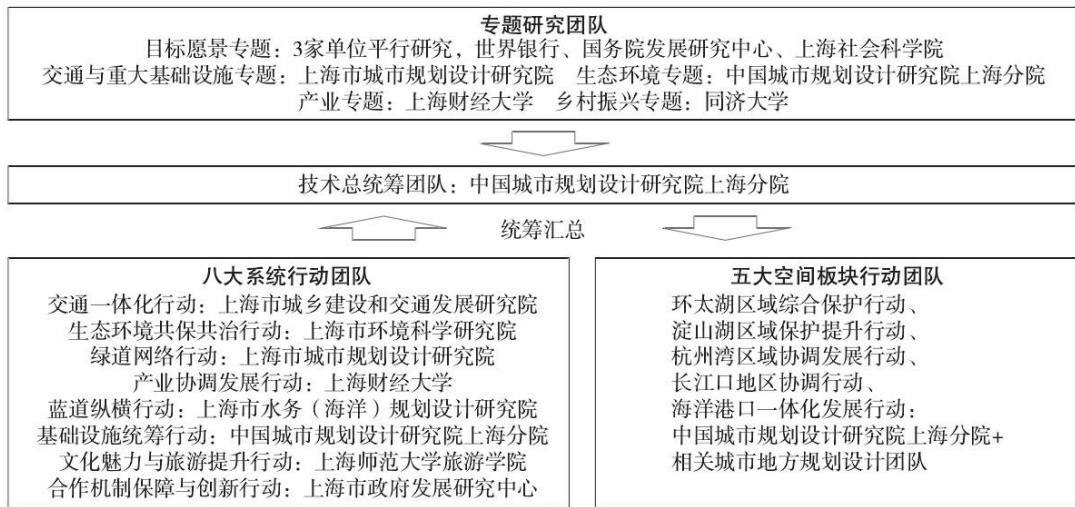 专题研究团队
目标愿景专题：3家单位平行研究，世界银行、国务院发展研究中心、上海社会科学院
交通与重大基础设施专题：上海市城市规划设计研究院　生态环境专题：中国城市规划设计研究院上海分院
产业专题：上海财经大学　乡村振兴专题：同济大学
技术总统筹团队：中国城市规划设计研究院上海分院
统筹汇总
八大系统行动团队
交通一体化行动：上海市城乡建设和交通发展研究院
生态环境共保共治行动：上海市环境科学研究院
绿道网络行动：上海市城市规划设计研究院
产业协调发展行动：上海财经大学
蓝道纵横行动：上海市水务（海洋）规划设计研究院
基础设施统筹行动：中国城市规划设计研究院上海分院
文化魅力与旅游提升行动：上海师范大学旅游学院
合作机制保障与创新行动：上海市政府发展研究中心
五大空间板块行动团队
环太湖区域综合保护行动、
淀山湖区域保护提升行动、
杭州湾区域协调发展行动、
长江口地区协调行动、
海洋港口一体化发展行动：
中国城市规划设计研究院上海分院+
相关城市地方规划设计团队